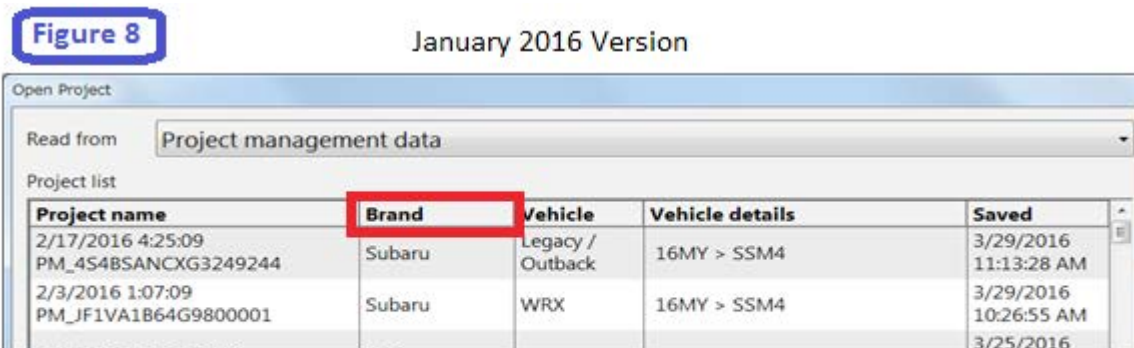 Figure 8
January 2016 Version
Open Project
Read from Project management data
Project list
Project name Brand Vehicle Vehicle details Saved
2/17/2016 4:25:09 PM_4S4BSANCXG3249244 Subaru Legacy / Outback 16MY > SSM4 3/29/2016 11:13:28 AM
2/3/2016 1:07:09 PM_JF1VA1B64G9800001 Subaru WRX 16MY > SSM4 3/29/2016 10:26:55 AM
3/25/2016